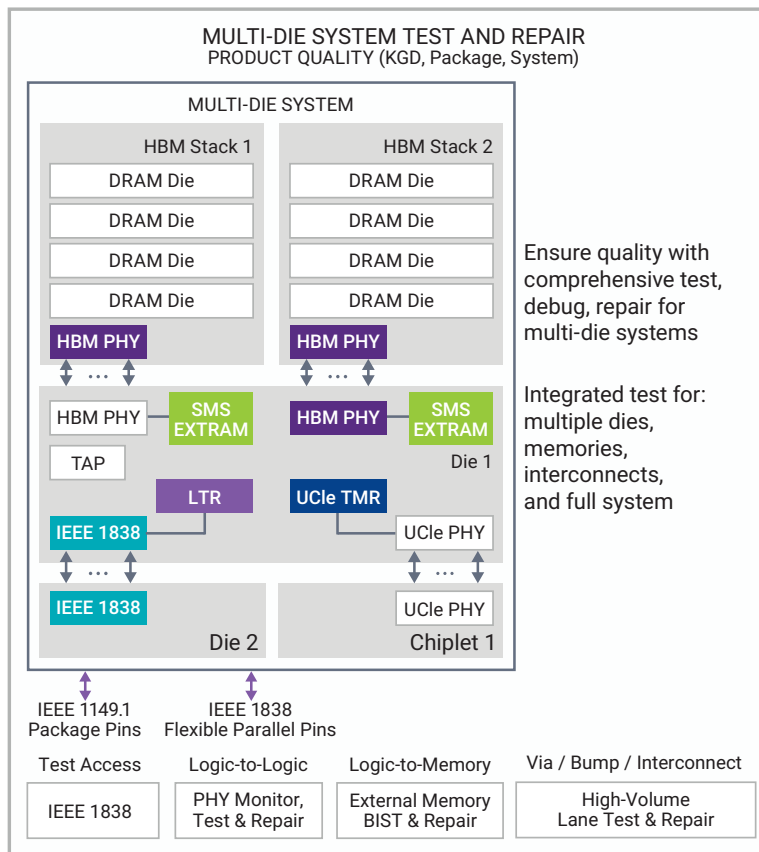 MULTI-DIE SYSTEM TEST AND REPAIR
PRODUCT QUALITY (KGD, Package, System)
MULTI-DIE SYSTEM
HBM Stack 1
DRAM Die
DRAM Die
DRAM Die
DRAM Die
HBM PHY
...
HBM Stack 2
DRAM Die
DRAM Die
DRAM Die
DRAM Die
HBM PHY
...
HBM PHY
SMS
EXTRAM
HBM PHY
SMS
EXTRAM
TAP
Die 1
LTR
UCIe TMR
IEEE 1838
UCIe PHY
...
...
IEEE 1838
UCIe PHY
Die 2
Chiplet 1
Ensure quality with
comprehensive test,
debug, repair for
multi-die systems
Integrated test for:
multiple dies,
memories,
interconnects,
and full system
IEEE 1149.1
Package Pins
IEEE 1838
Flexible Parallel Pins
Test Access
IEEE 1838
Logic-to-Logic
PHY Monitor,
Test & Repair
Logic-to-Memory
External Memory
BIST & Repair
Via / Bump / Interconnect
High-Volume
Lane Test & Repair